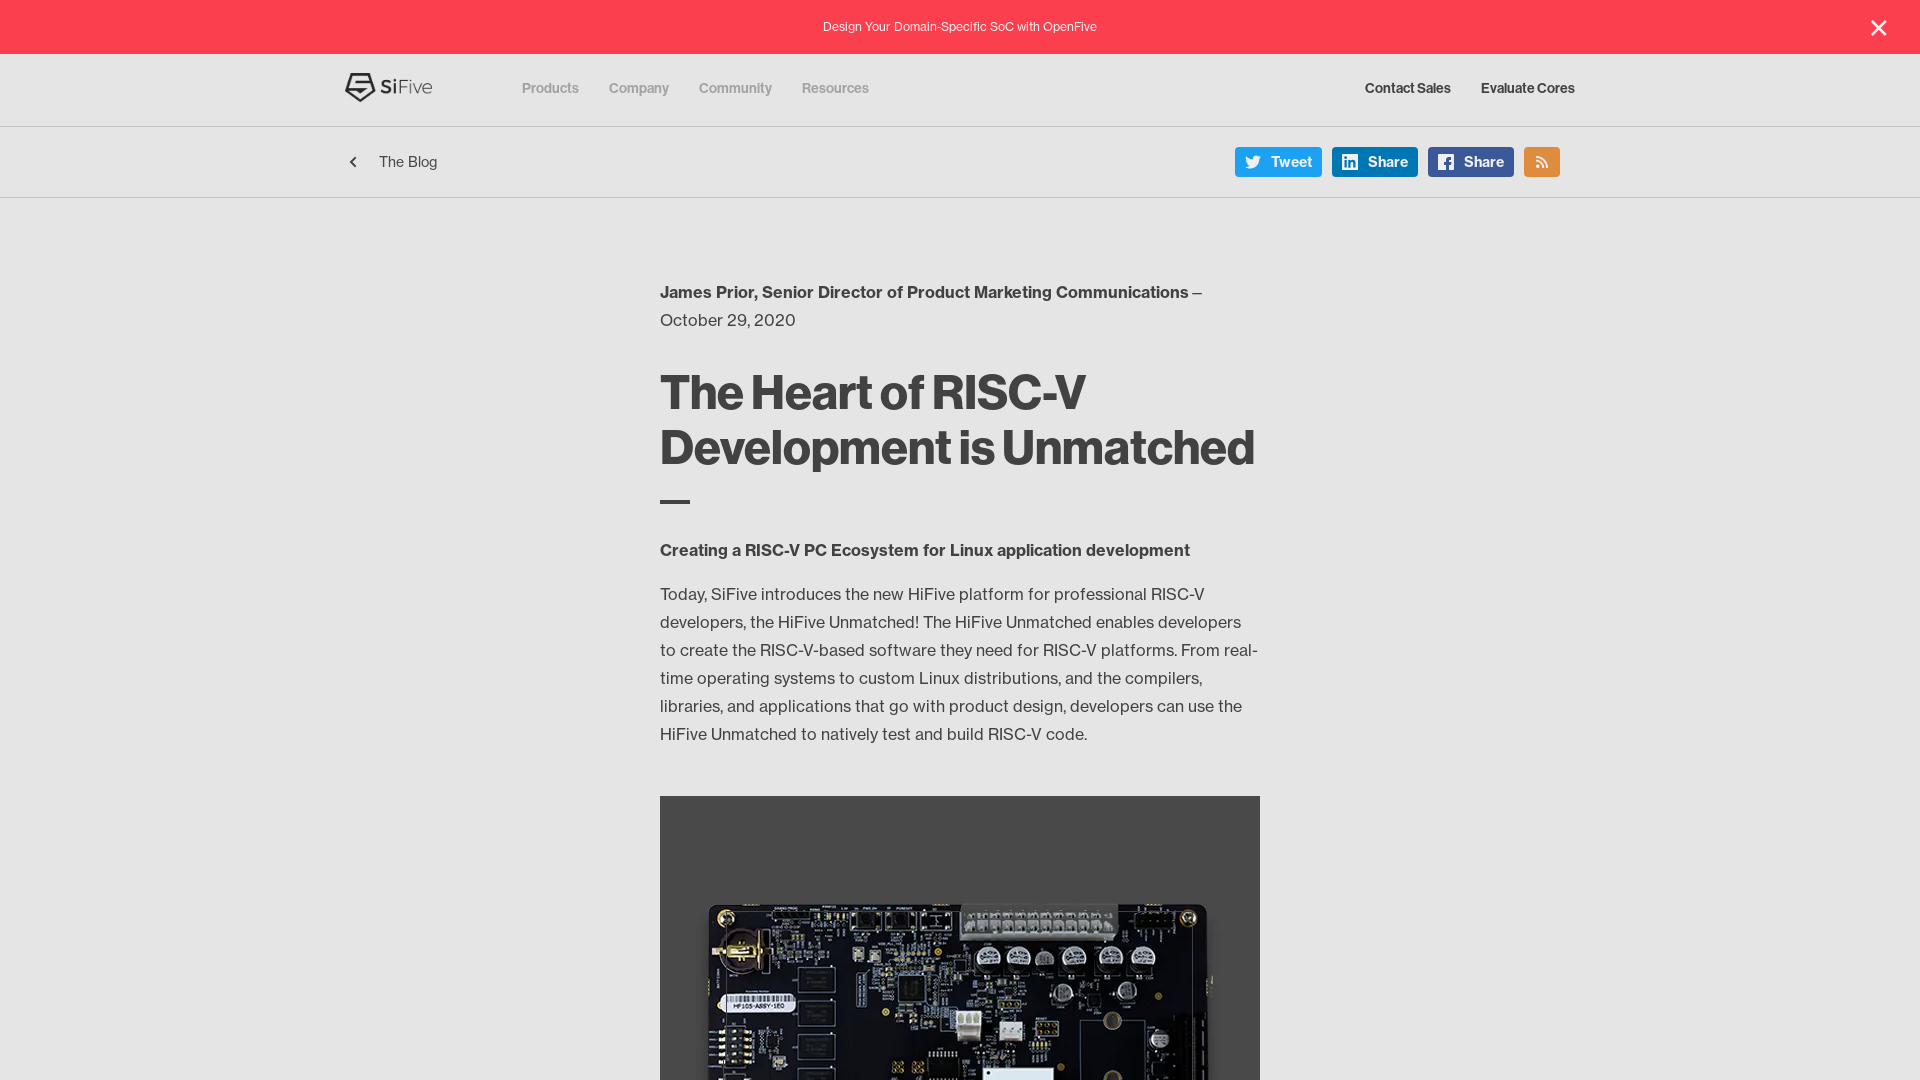 Design Your Domain-Specific SoC with OpenFive
SiFive
Products
Company
Community
Resources
Contact Sales
Evaluate Cores
The Blog
Tweet
Share
Share
James Prior, Senior Director of Product Marketing Communications –
October 29, 2020
The Heart of RISC-V
Development is Unmatched
Creating a RISC-V PC Ecosystem for Linux application development
Today, SiFive introduces the new HiFive platform for professional RISC-V
developers, the HiFive Unmatched! The HiFive Unmatched enables developers
to create the RISC-V-based software they need for RISC-V platforms. From real-
time operating systems to custom Linux distributions, and the compilers,
libraries, and applications that go with product design, developers can use the
HiFive Unmatched to natively test and build RISC-V code.
HF105-ASSY-1E0